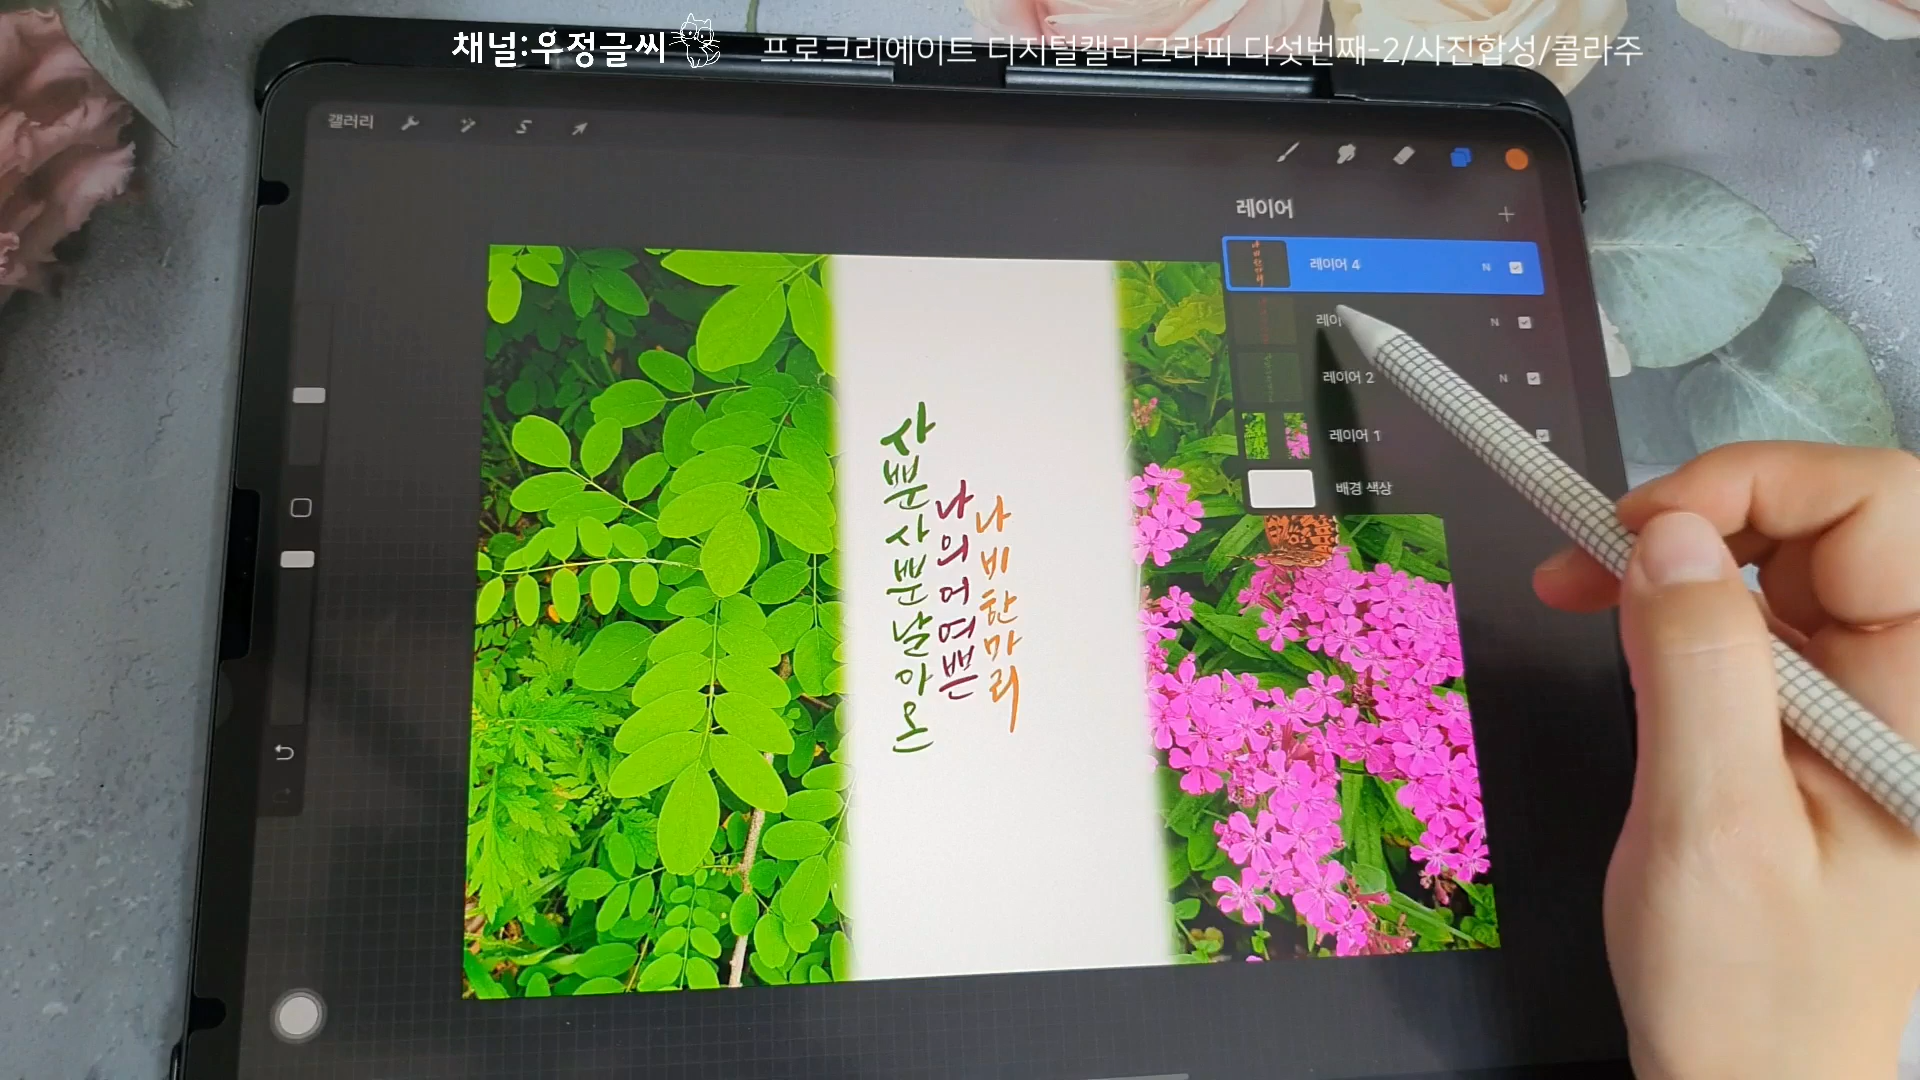 채널:우정글씨 프로크리에이트 디지털캘리그라피 다섯번째-2/사진합성/콜라주
갤러리
레이어
레이어 4 N
레이 N
레이어 2 N
레이어 1
배경 색상
사뿐사뿐날아온
나의어여쁜
나비한마리